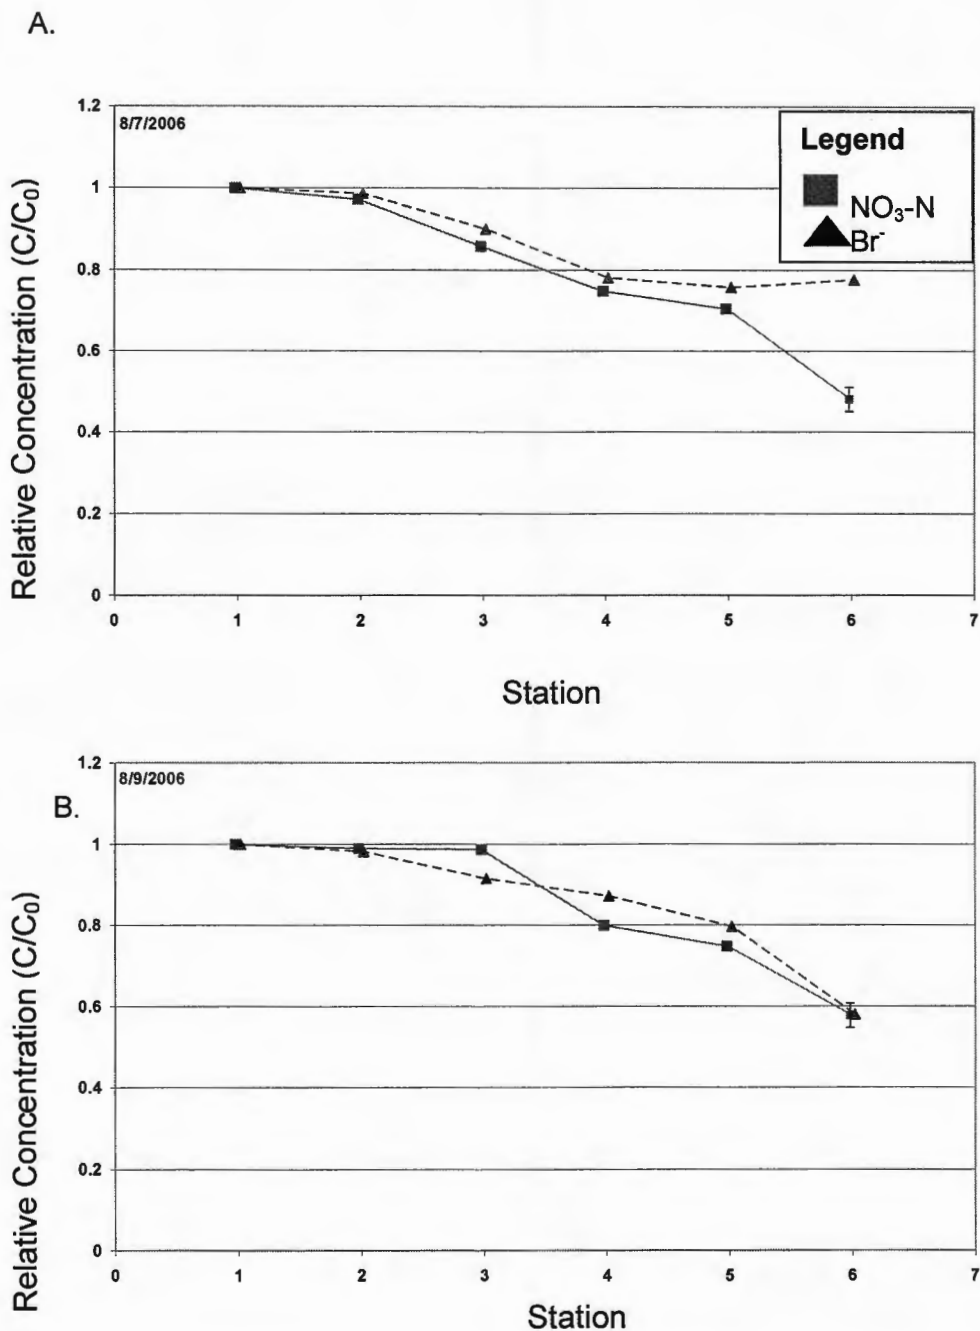 A.
Relative Concentration (C/C₀)
1.2
1
0.8
0.6
0.4
0.2
0
8/7/2006
Legend
NO₃-N
Br⁻
0 1 2 3 4 5 6 7
Station
B.
Relative Concentration (C/C₀)
1.2
1
0.8
0.6
0.4
0.2
0
8/9/2006
0 1 2 3 4 5 6 7
Station